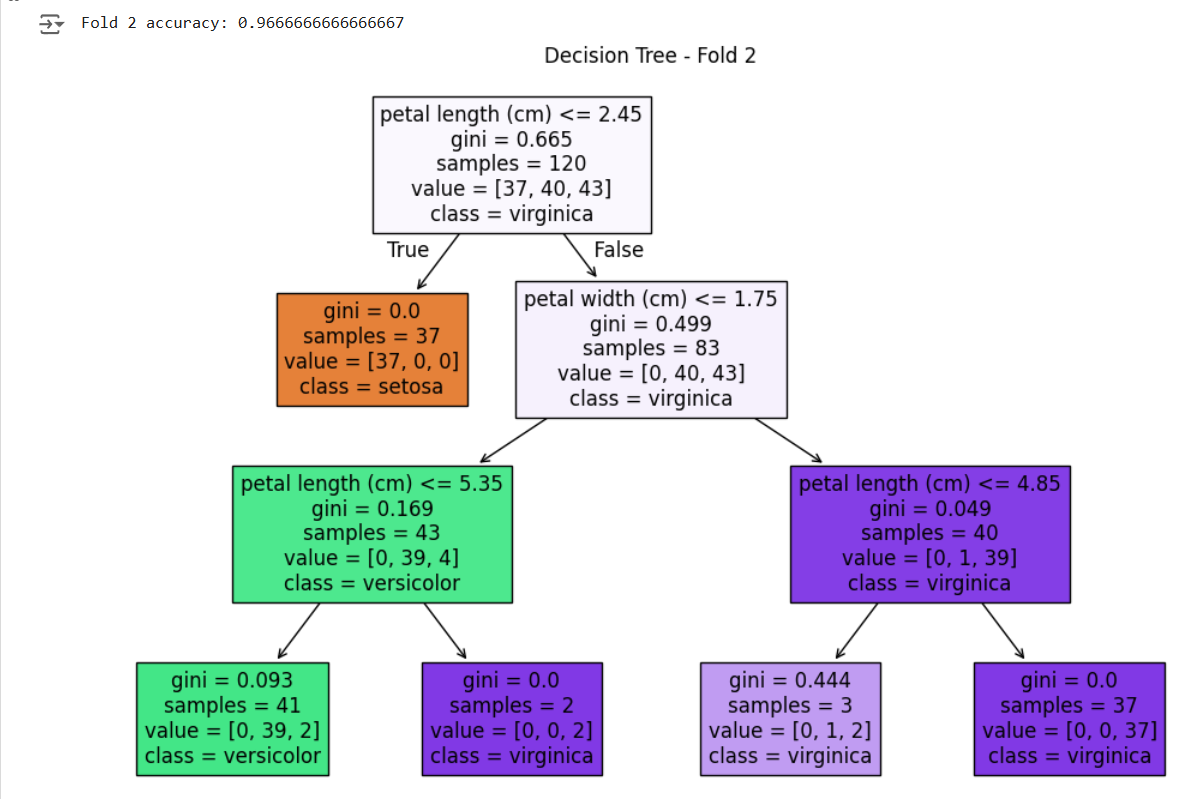 Fold 2 accuracy: 0.9666666666666667
Decision Tree - Fold 2
petal length (cm) <= 2.45
gini = 0.665
samples = 120
value = [37, 40, 43]
class = virginica
True
False
gini = 0.0
samples = 37
value = [37, 0, 0]
class = setosa
petal width (cm) <= 1.75
gini = 0.499
samples = 83
value = [0, 40, 43]
class = virginica
petal length (cm) <= 5.35
gini = 0.169
samples = 43
value = [0, 39, 4]
class = versicolor
petal length (cm) <= 4.85
gini = 0.049
samples = 40
value = [0, 1, 39]
class = virginica
gini = 0.093
samples = 41
value = [0, 39, 2]
class = versicolor
gini = 0.0
samples = 2
value = [0, 0, 2]
class = virginica
gini = 0.444
samples = 3
value = [0, 1, 2]
class = virginica
gini = 0.0
samples = 37
value = [0, 0, 37]
class = virginica